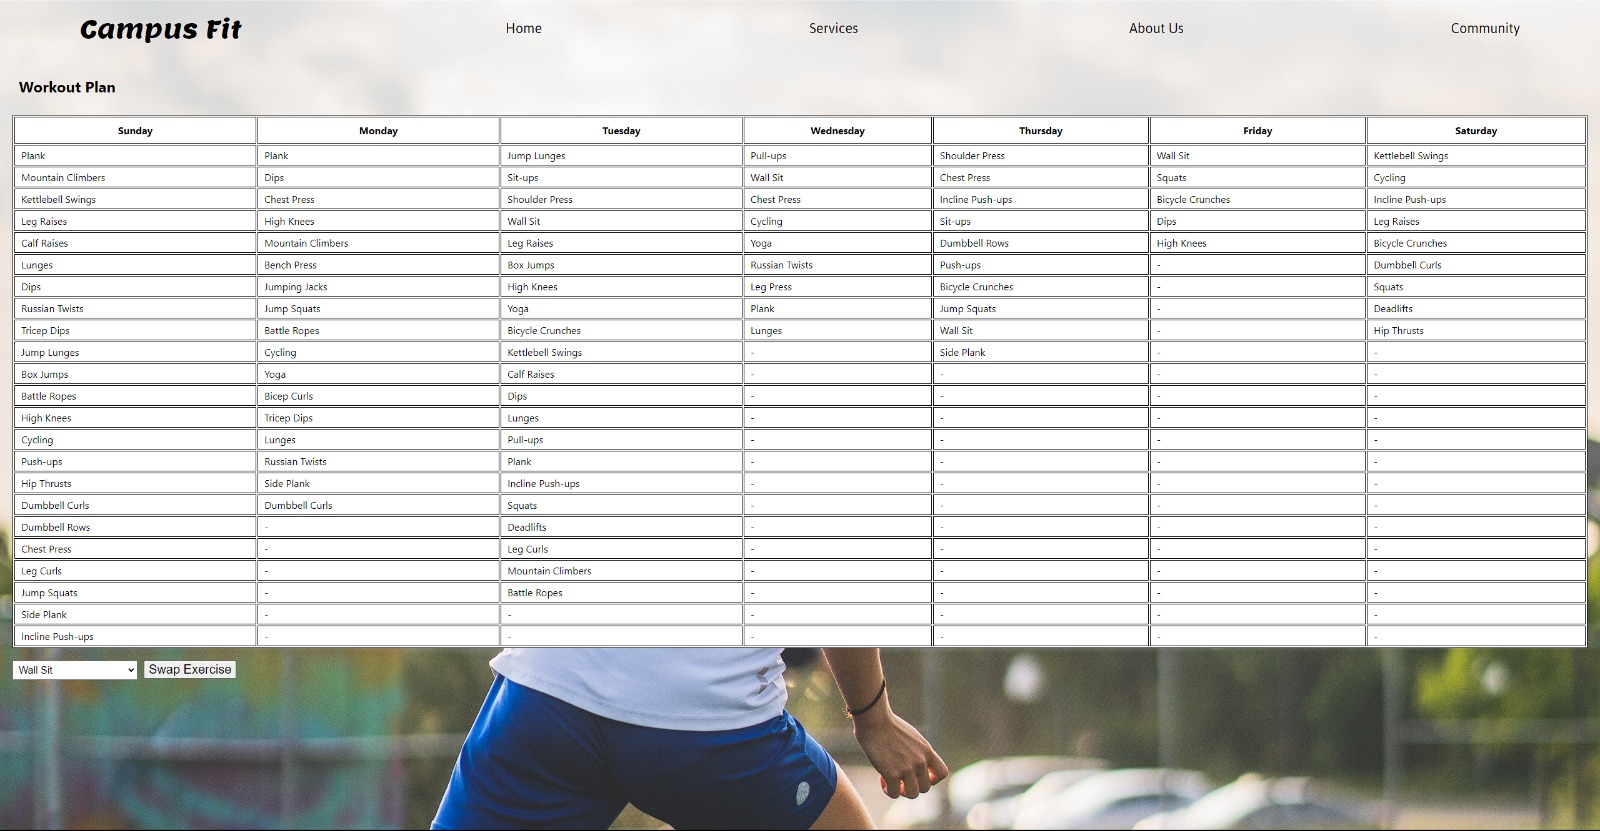 Campus Fit Home Services About Us Community
Workout Plan
Sunday Monday Tuesday Wednesday Thursday Friday Saturday
Plank Plank Jump Lunges Pull-ups Shoulder Press Wall Sit Kettlebell Swings
Mountain Climbers Dips Sit-ups Wall Sit Chest Press Squats Cycling
Kettlebell Swings Chest Press Shoulder Press Chest Press Incline Push-ups Bicycle Crunches Incline Push-ups
Leg Raises High Knees Wall Sit Cycling Sit-ups Dips Leg Raises
Calf Raises Mountain Climbers Leg Raises Yoga Dumbbell Rows High Knees Bicycle Crunches
Lunges Bench Press Box Jumps Russian Twists Push-ups - Dumbbell Curls
Dips Jumping Jacks High Knees Leg Press Bicycle Crunches - Squats
Russian Twists Jump Squats Yoga Plank Jump Squats - Deadlifts
Tricep Dips Battle Ropes Bicycle Crunches Lunges Wall Sit - Hip Thrusts
Jump Lunges Cycling Kettlebell Swings - Side Plank - -
Box Jumps Yoga Calf Raises - - - -
Battle Ropes Bicep Curls Dips - - - -
High Knees Tricep Dips Lunges - - - -
Cycling Lunges Pull-ups - - - -
Push-ups Russian Twists Plank - - - -
Hip Thrusts Side Plank Incline Push-ups - - - -
Dumbbell Curls Dumbbell Curls Squats - - - -
Dumbbell Rows - Deadlifts - - - -
Chest Press - Leg Curls - - - -
Leg Curls - Mountain Climbers - - - -
Jump Squats - Battle Ropes - - - -
Side Plank - - - - - -
Incline Push-ups - - - - - -
Wall Sit Swap Exercise